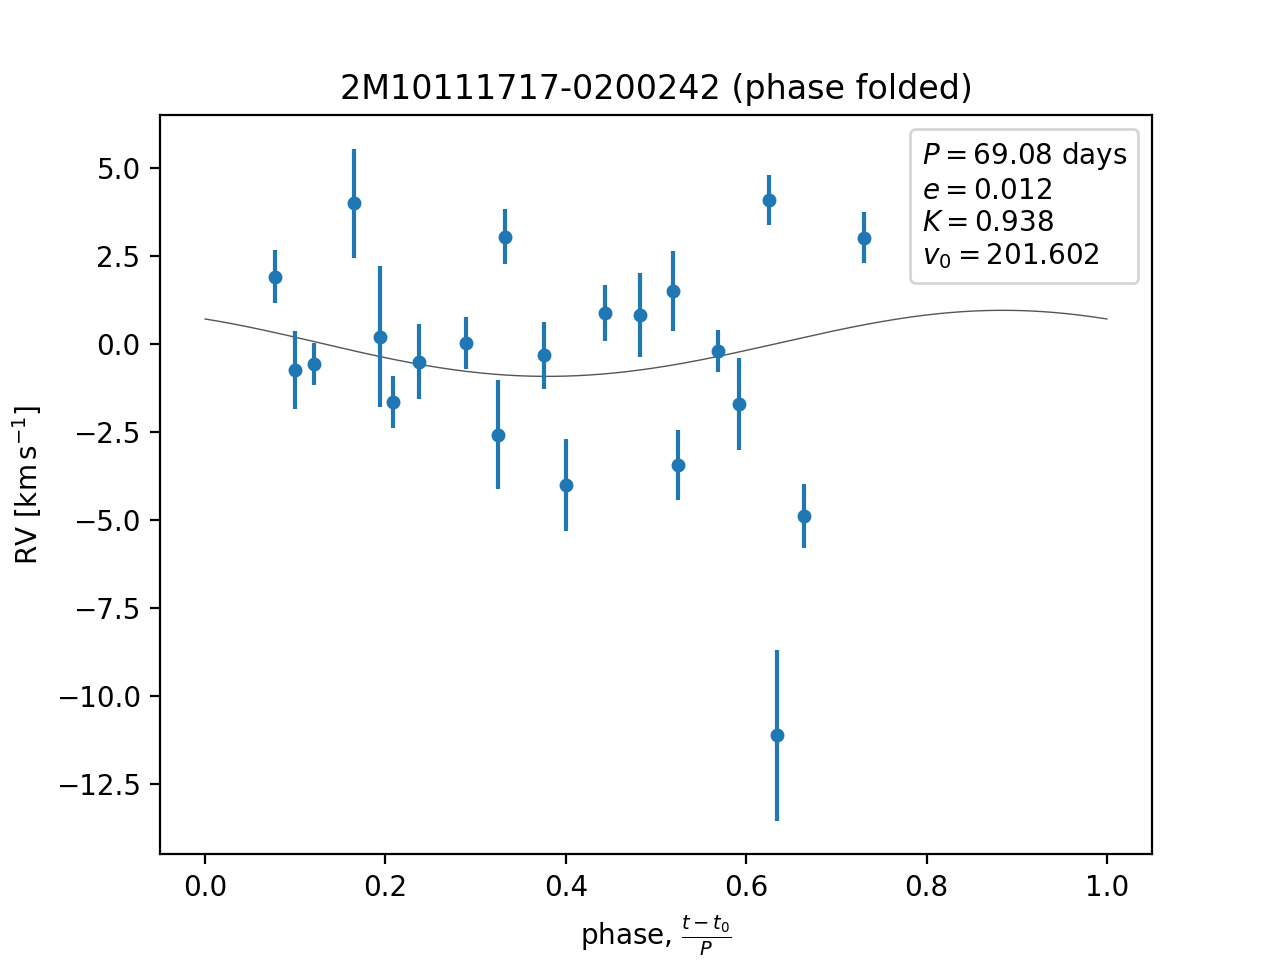 2M10111717-0200242 (phase folded)
P = 69.08 days
e = 0.012
K = 0.938
v₀ = 201.602
RV [km s⁻¹]
5.0
2.5
0.0
−2.5
−5.0
−7.5
−10.0
−12.5
0.0 0.2 0.4 0.6 0.8 1.0
phase, (t − t₀)/P